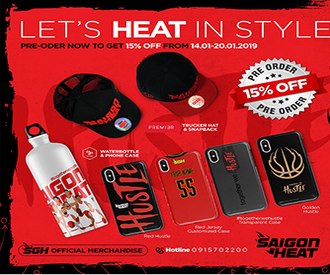 LET'S HEAT IN STYLE
PRE-ODER NOW TO GET 15% OFF FROM 14.01-20.01.2019
PRE ORDER
15% OFF
PRE ORDER
PREMI3R
TRUCKER HAT
& SNAPBACK
WATERBOTTLE
& PHONE CASE
SAIGON
HEAT
HUSTLE
55
HUSTLE
Red Hustle
Red Jersey
Customized Case
#togetherwehustle
Transparent Case
Golden
Hustle
SGH OFFICIAL MERCHANDISE
Hotline 0915702200
SAIGON
HEAT